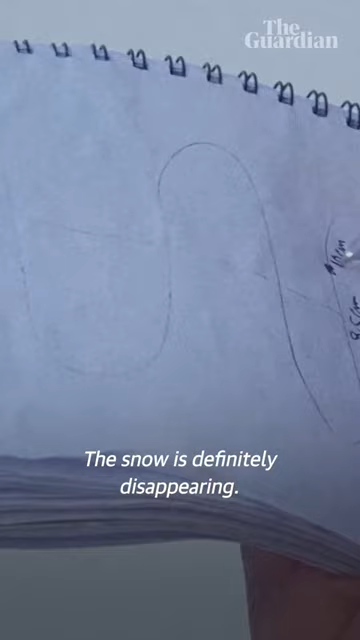 The
Guardian
The snow is definitely
disappearing.